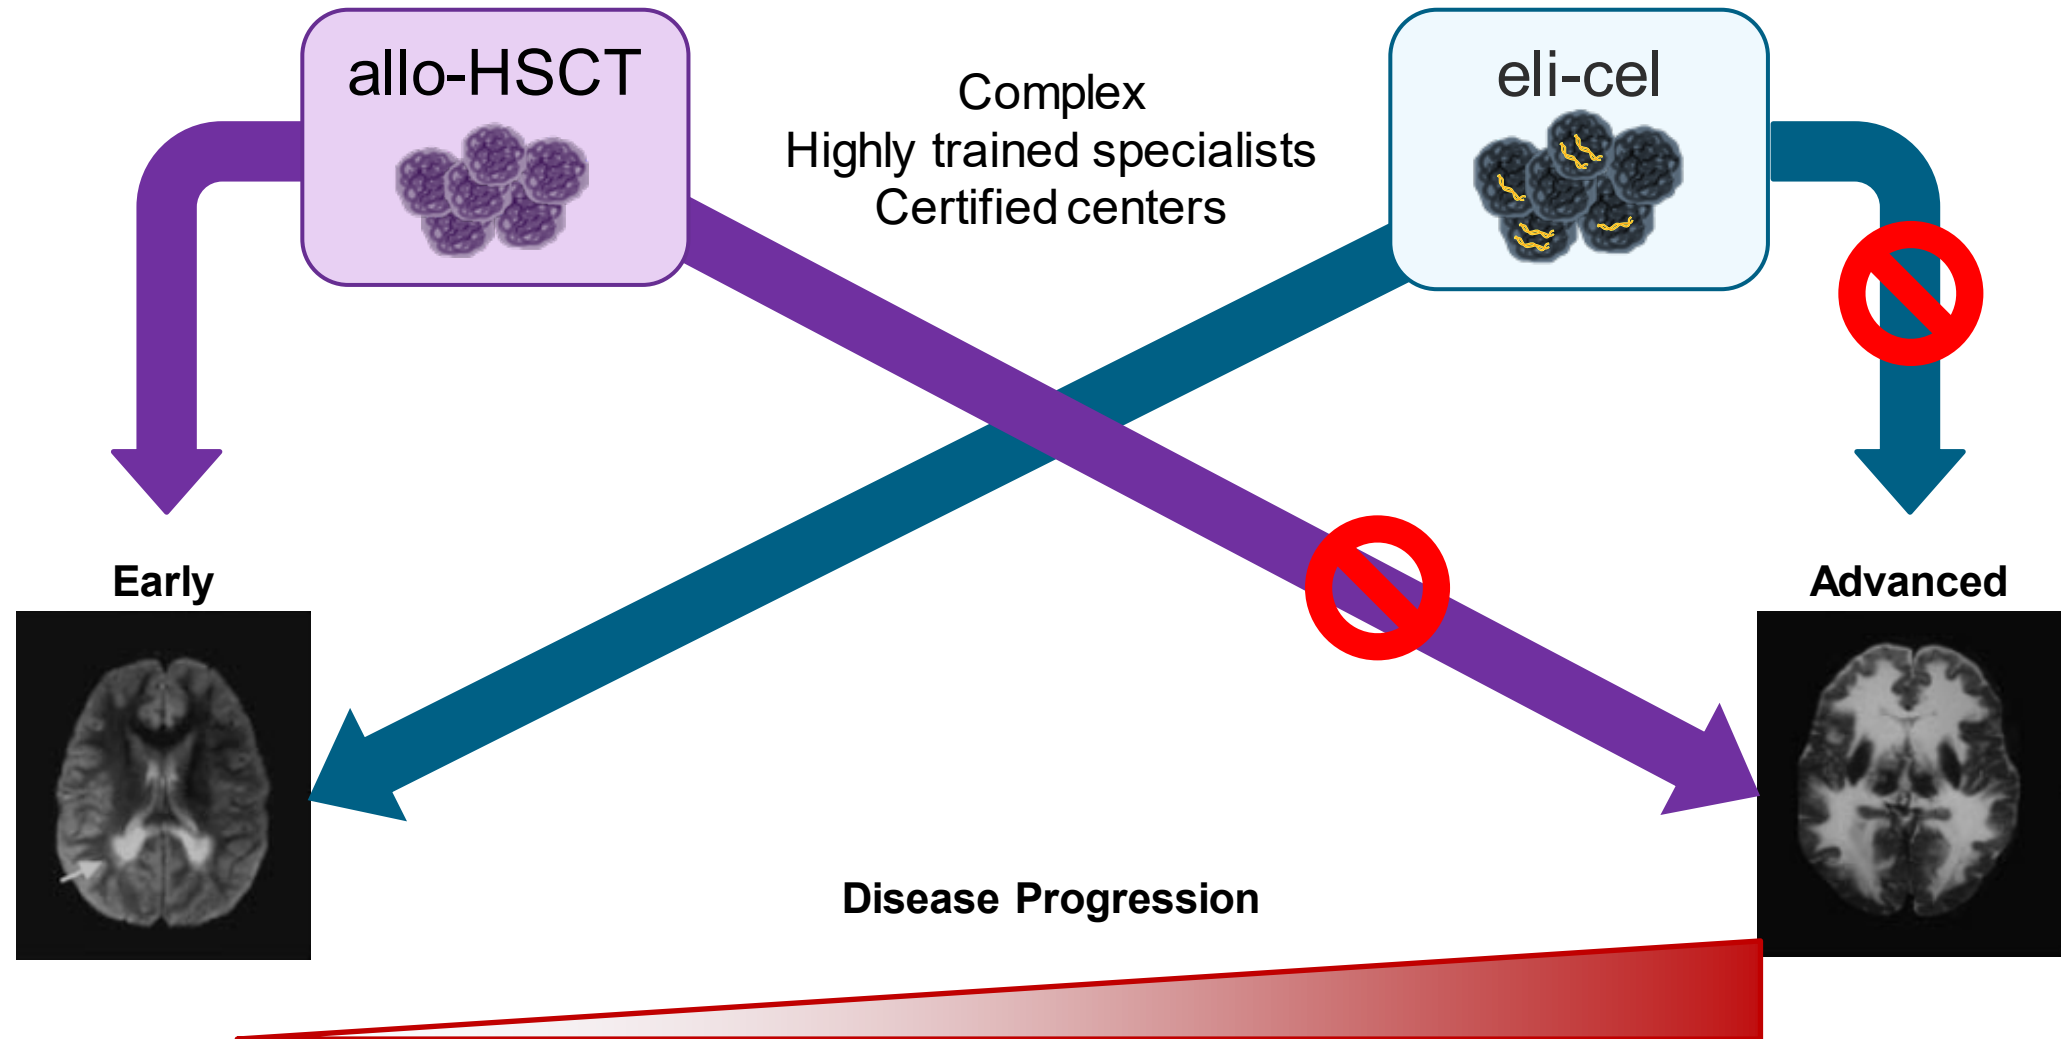 allo-HSCT
Complex
Highly trained specialists
Certified centers
eli-cel
Early
Advanced
Disease Progression